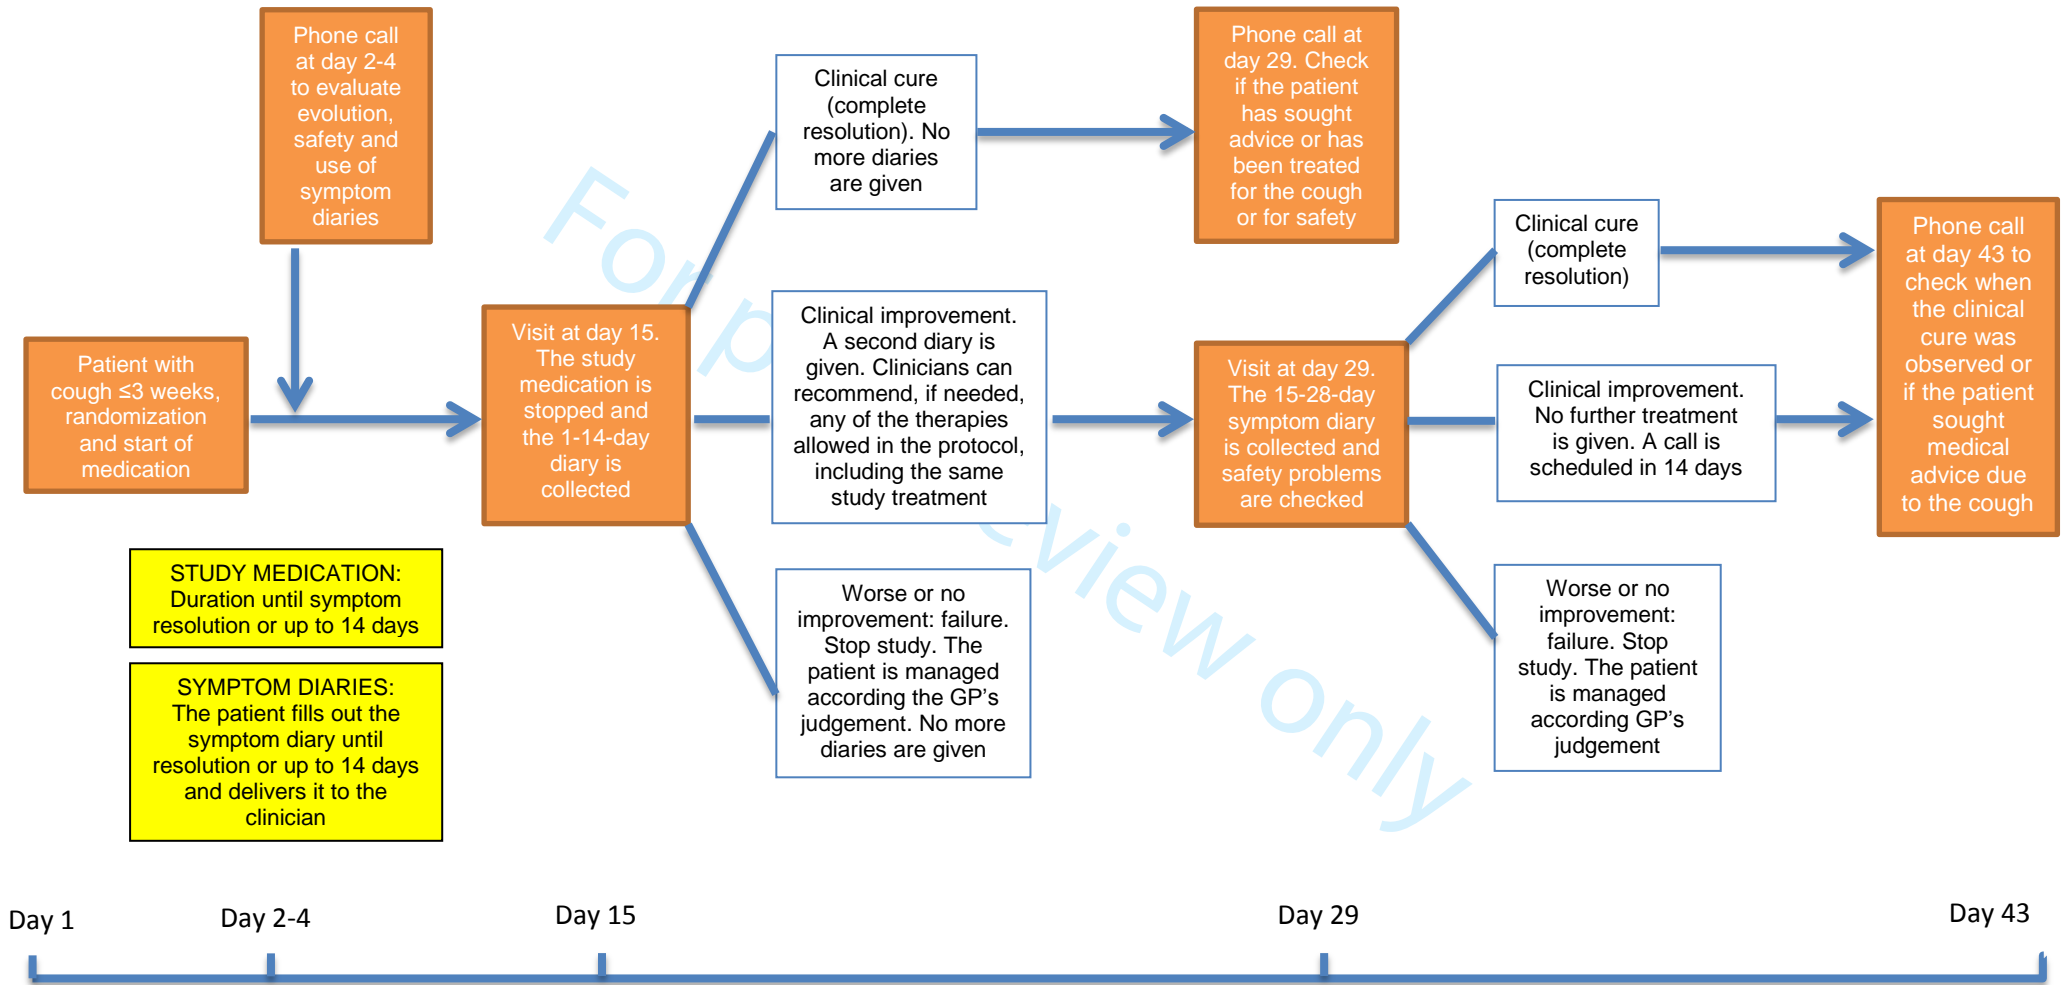 Phone call
at day 2-4
to evaluate
evolution,
safety and
use of
symptom
diaries
Patient with
cough ≤3 weeks,
randomization
and start of
medication
Visit at day 15.
The study
medication is
stopped and
the 1-14-day
diary is
collected
Clinical cure
(complete
resolution). No
more diaries
are given
Clinical improvement.
A second diary is
given. Clinicians can
recommend, if needed,
any of the therapies
allowed in the protocol,
including the same
study treatment
Worse or no
improvement: failure.
Stop study. The
patient is managed
according the GP’s
judgement. No more
diaries are given
Phone call at
day 29. Check
if the patient
has sought
advice or has
been treated
for the cough
or for safety
Visit at day 29.
The 15-28-day
symptom diary
is collected and
safety problems
are checked
Clinical cure
(complete
resolution)
Clinical improvement.
No further treatment
is given. A call is
scheduled in 14 days
Worse or no
improvement:
failure. Stop
study. The patient
is managed
according GP’s
judgement
Phone call
at day 43 to
check when
the clinical
cure was
observed or
if the patient
sought
medical
advice due
to the cough
STUDY MEDICATION:
Duration until symptom
resolution or up to 14 days
SYMPTOM DIARIES:
The patient fills out the
symptom diary until
resolution or up to 14 days
and delivers it to the
clinician
Day 1
Day 2-4
Day 15
Day 29
Day 43
For p eview only